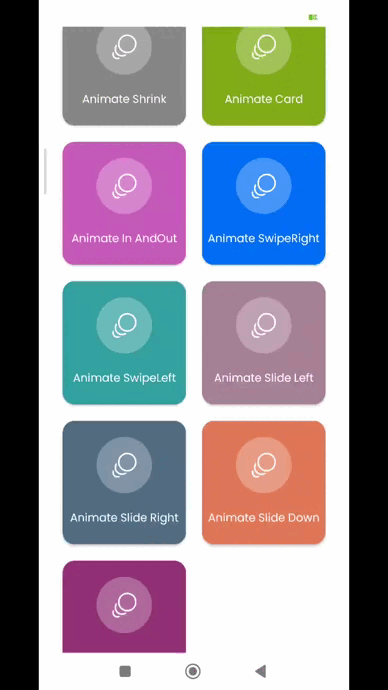 Animate Shrink
Animate Card
Animate In AndOut
Animate SwipeRight
Animate SwipeLeft
Animate Slide Left
Animate Slide Right
Animate Slide Down